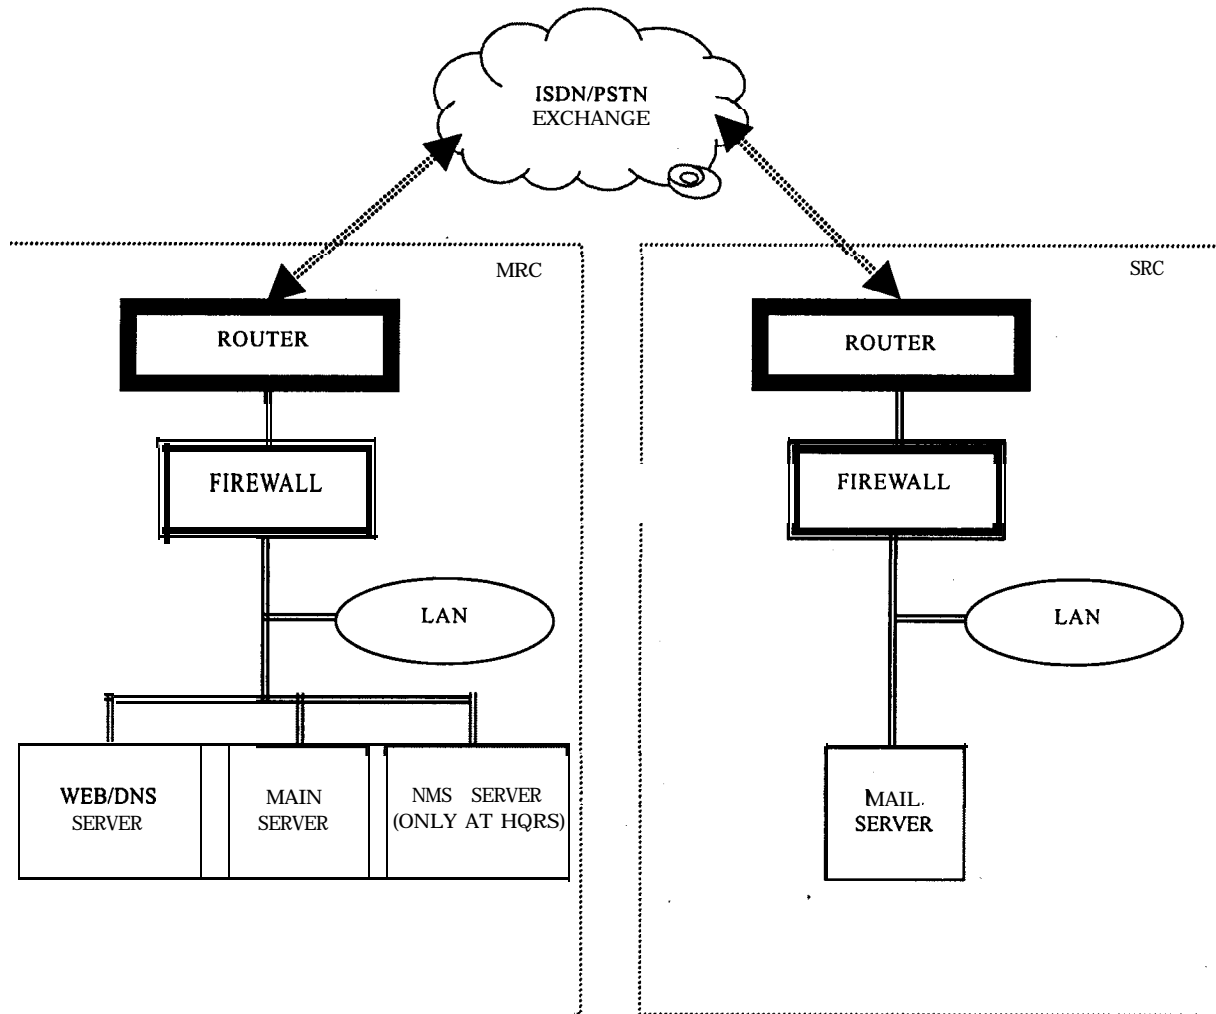 ISDN/PSTN
EXCHANGE
MRC
SRC
ROUTER
ROUTER
FIREWALL
FIREWALL
LAN
LAN
WEB/DNS
SERVER
MAIN
SERVER
NMS SERVER
(ONLY AT HQRS)
MAIL.
SERVER